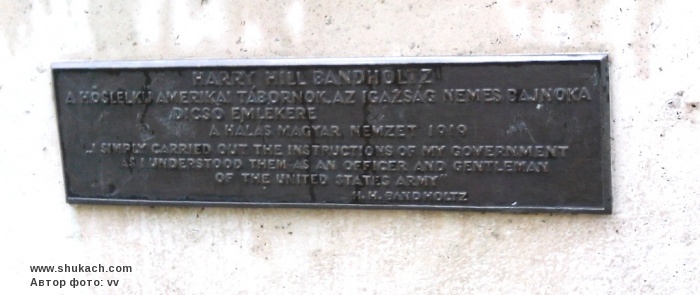 HARRY HILL BANDHOLTZ
A HŐSLELKŰ AMERIKAI TÁBORNOK, AZ IGAZSÁG NEMES BAJNOKA
DICSŐ EMLÉKÉRE
A HÁLÁS MAGYAR NEMZET 1919
„I SIMPLY CARRIED OUT THE INSTRUCTIONS OF MY GOVERNMENT
AS I UNDERSTOOD THEM AS AN OFFICER AND GENTLEMAN
OF THE UNITED STATES ARMY"
H. H. BANDHOLTZ
www.shukach.com
Автор фото: vv